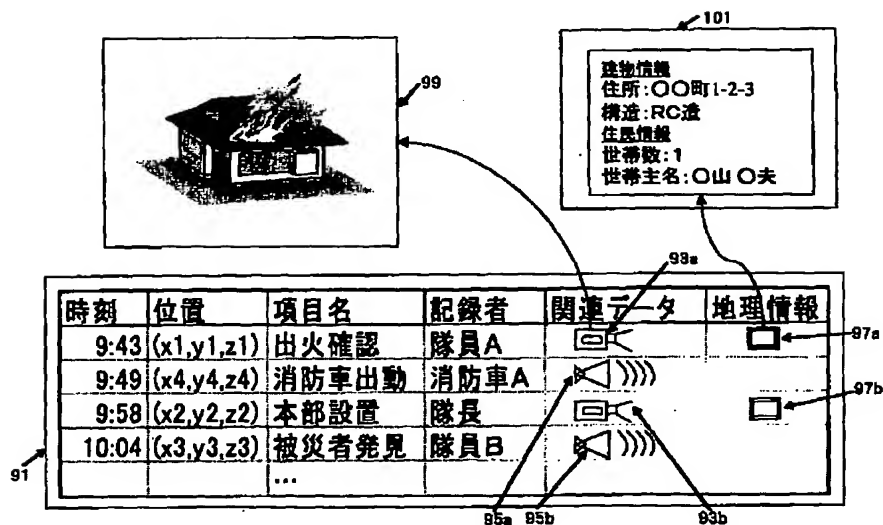 101
99
建物情報
住所:〇〇町1-2-3
構造:RC造
住民情報
世帯数:1
世帯主名:〇山 〇夫
93a
時刻 位置 項目名 記録者 関連データ 地理情報
9:43 (x1,y1,z1) 出火確認 隊員A
97a
9:49 (x4,y4,z4) 消防車出動 消防車A
97b
9:58 (x2,y2,z2) 本部設置 隊長
10:04 (x3,y3,z3) 被災者発見 隊員B
91
...
95a 95b 93b